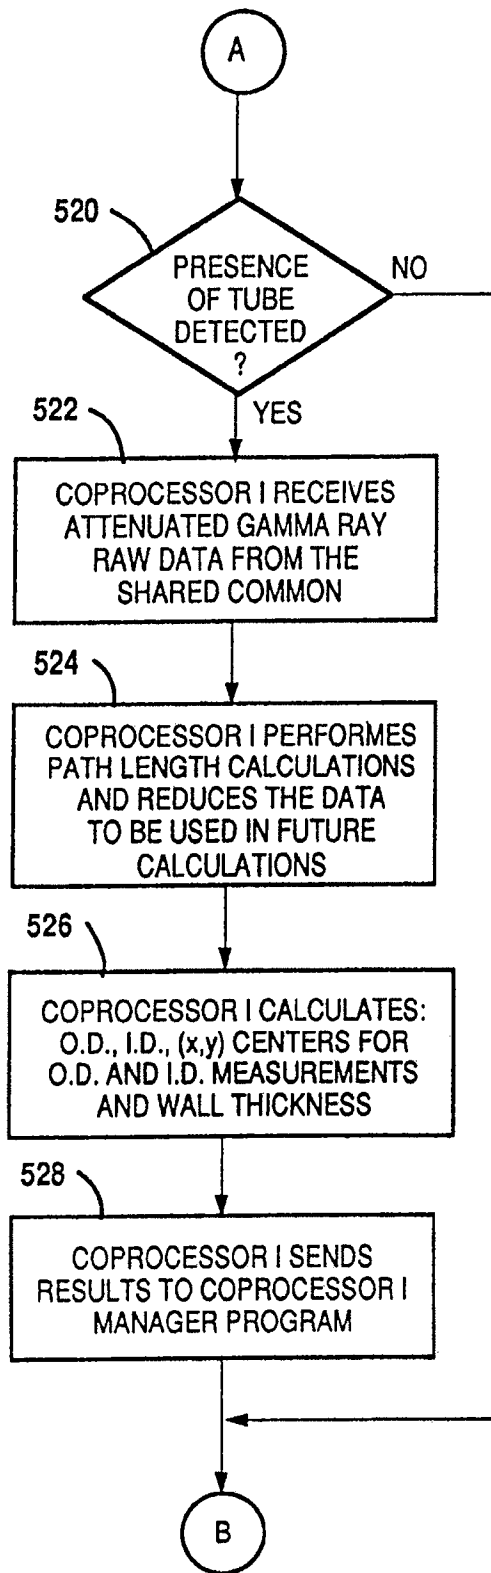 A
520
PRESENCE
OF TUBE
DETECTED
?
NO
YES
522
COPROCESSOR I RECEIVES
ATTENUATED GAMMA RAY
RAW DATA FROM THE
SHARED COMMON
524
COPROCESSOR I PERFORMES
PATH LENGTH CALCULATIONS
AND REDUCES THE DATA
TO BE USED IN FUTURE
CALCULATIONS
526
COPROCESSOR I CALCULATES:
O.D., I.D., (x,y) CENTERS FOR
O.D. AND I.D. MEASUREMENTS
AND WALL THICKNESS
528
COPROCESSOR I SENDS
RESULTS TO COPROCESSOR I
MANAGER PROGRAM
B